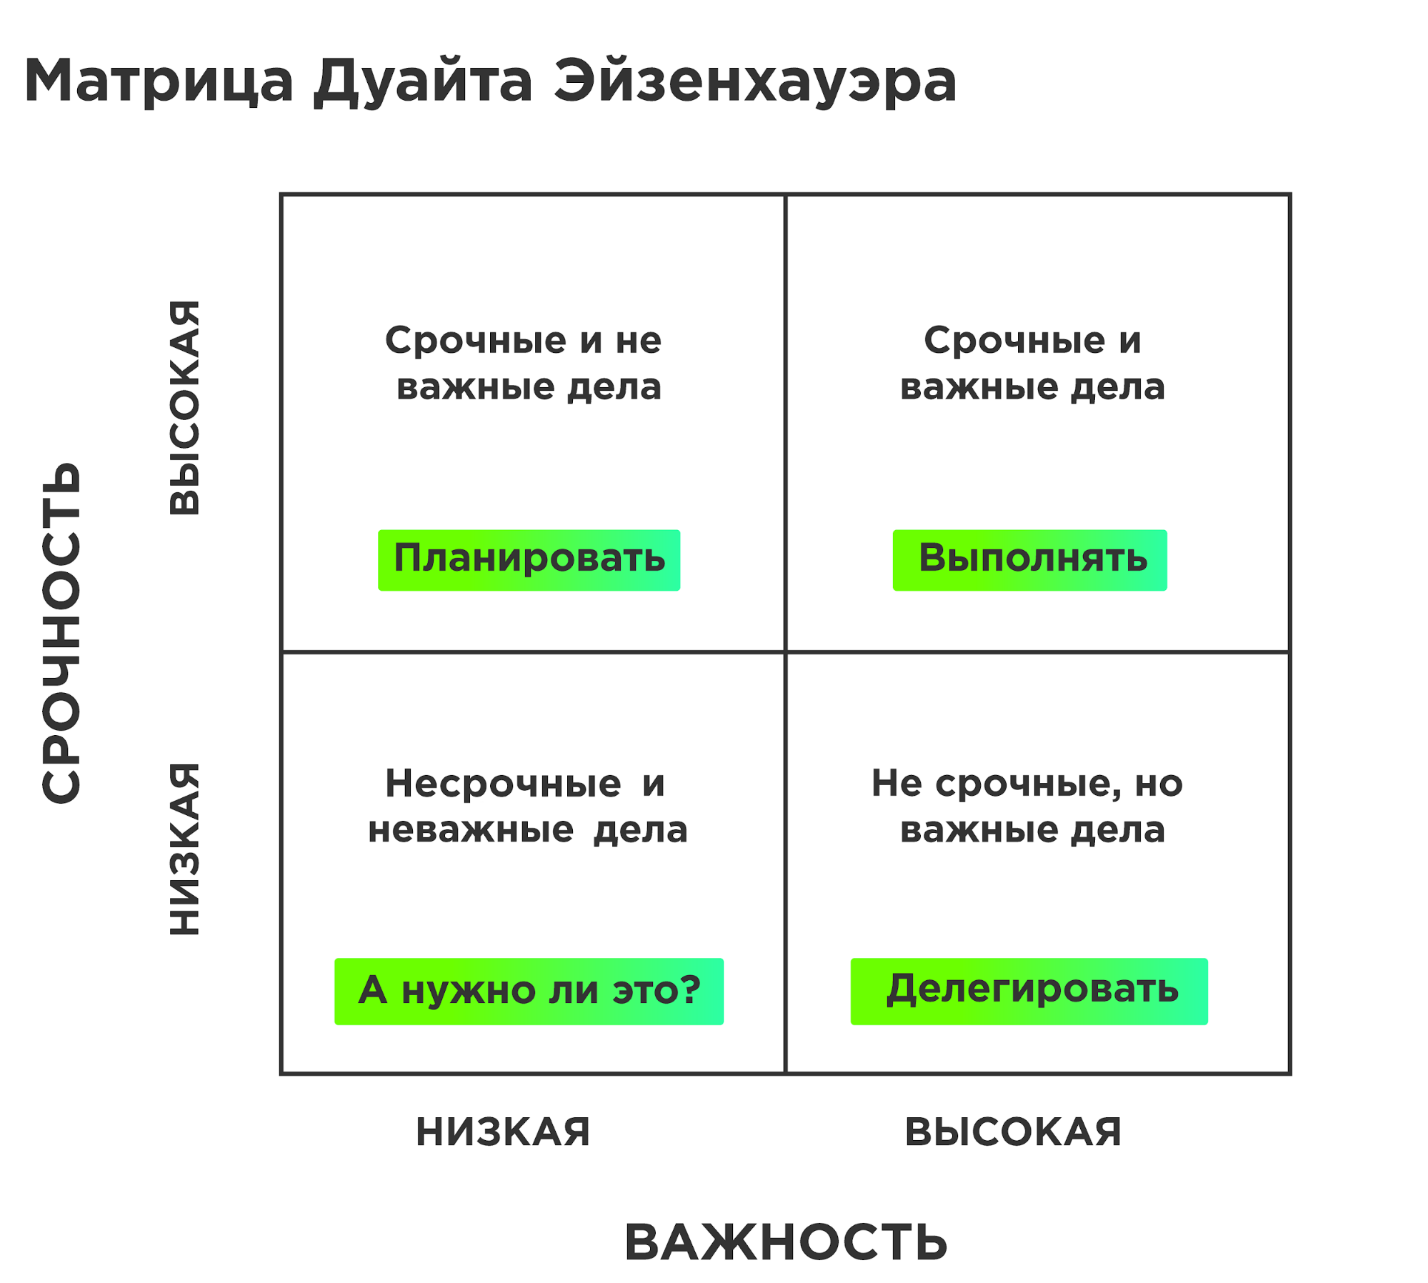 Матрица Дуайта Эйзенхауэра
СРОЧНОСТЬ
ВЫСОКАЯ
Срочные и не
важные дела
Планировать
Срочные и
важные дела
Выполнять
НИЗКАЯ
Несрочные и
неважные дела
А нужно ли это?
Не срочные, но
важные дела
Делегировать
НИЗКАЯ
ВЫСОКАЯ
ВАЖНОСТЬ